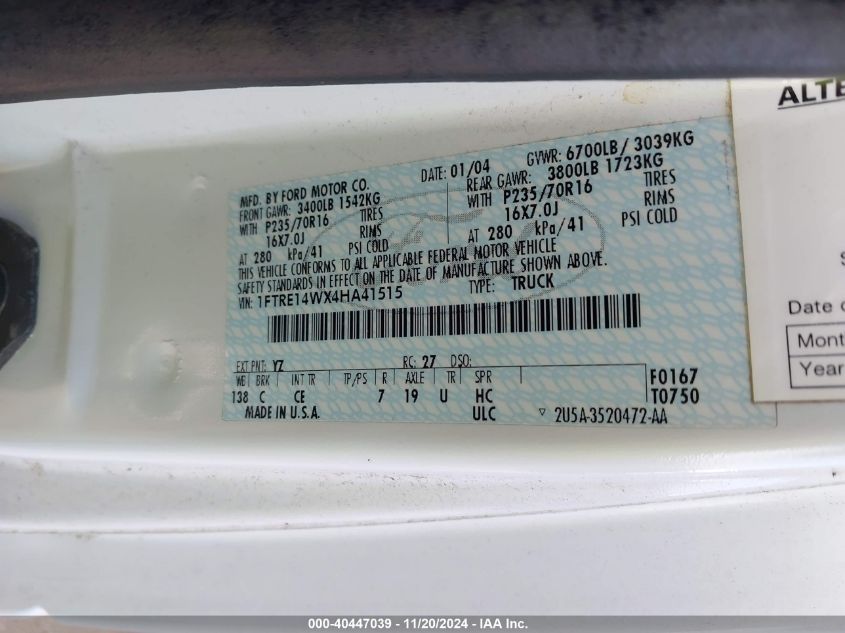 MFD. BY FORD MOTOR CO.
DATE: 01/04
GVWR: 6700LB / 3039KG
FRONT GAWR: 3400LB 1542KG
REAR GAWR: 3800LB 1723KG
WITH P235/70R16 TIRES
WITH P235/70R16 TIRES
16X7.0J RIMS
16X7.0J RIMS
AT 280 kPa/41 PSI COLD
AT 280 kPa/41 PSI COLD
THIS VEHICLE CONFORMS TO ALL APPLICABLE FEDERAL MOTOR VEHICLE
SAFETY STANDARDS IN EFFECT ON THE DATE OF MANUFACTURE SHOWN ABOVE.
VIN: 1FTRE14WX4HA41515
TYPE: TRUCK
EXT PNT: YZ RC: 27 DSO:
WB BRK INT TR TP/PS R AXLE TR SPR F0167
138 C CE 7 19 U HC T0750
MADE IN U.S.A. ULC ▽ 2U5A-3520472-AA
ALTE
Date o
Mont
Year
000-40447039 - 11/20/2024 - IAA Inc.